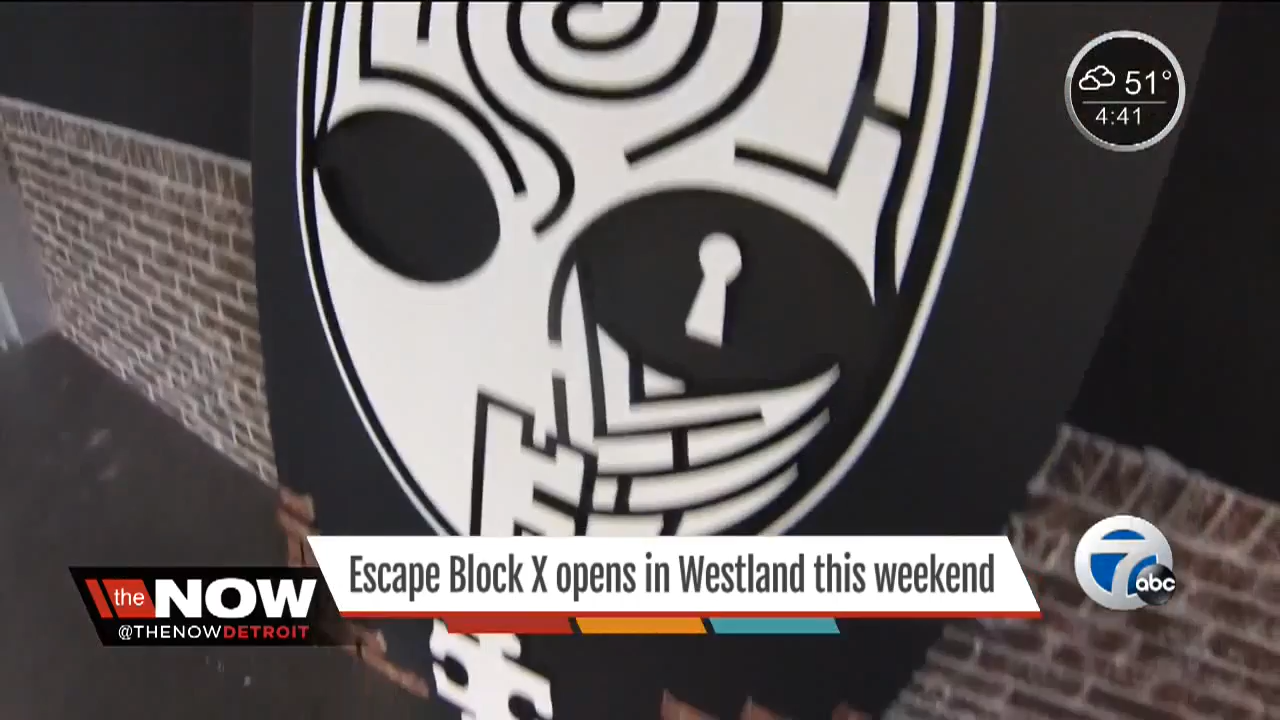 51°
4:41
Escape Block X opens in Westland this weekend
the NOW
@THENOWDETROIT
7 abc